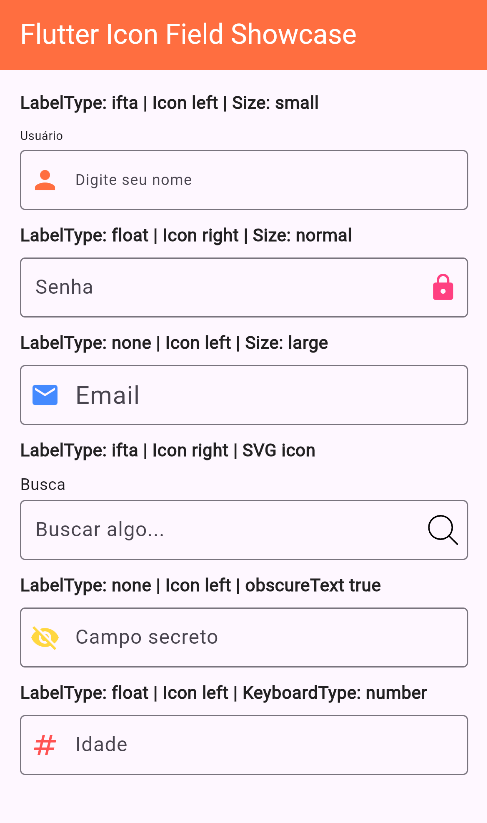 Flutter Icon Field Showcase
LabelType: ifta | Icon left | Size: small
Usuário
Digite seu nome
LabelType: float | Icon right | Size: normal
Senha
LabelType: none | Icon left | Size: large
Email
LabelType: ifta | Icon right | SVG icon
Busca
Buscar algo...
LabelType: none | Icon left | obscureText true
Campo secreto
LabelType: float | Icon left | KeyboardType: number
Idade